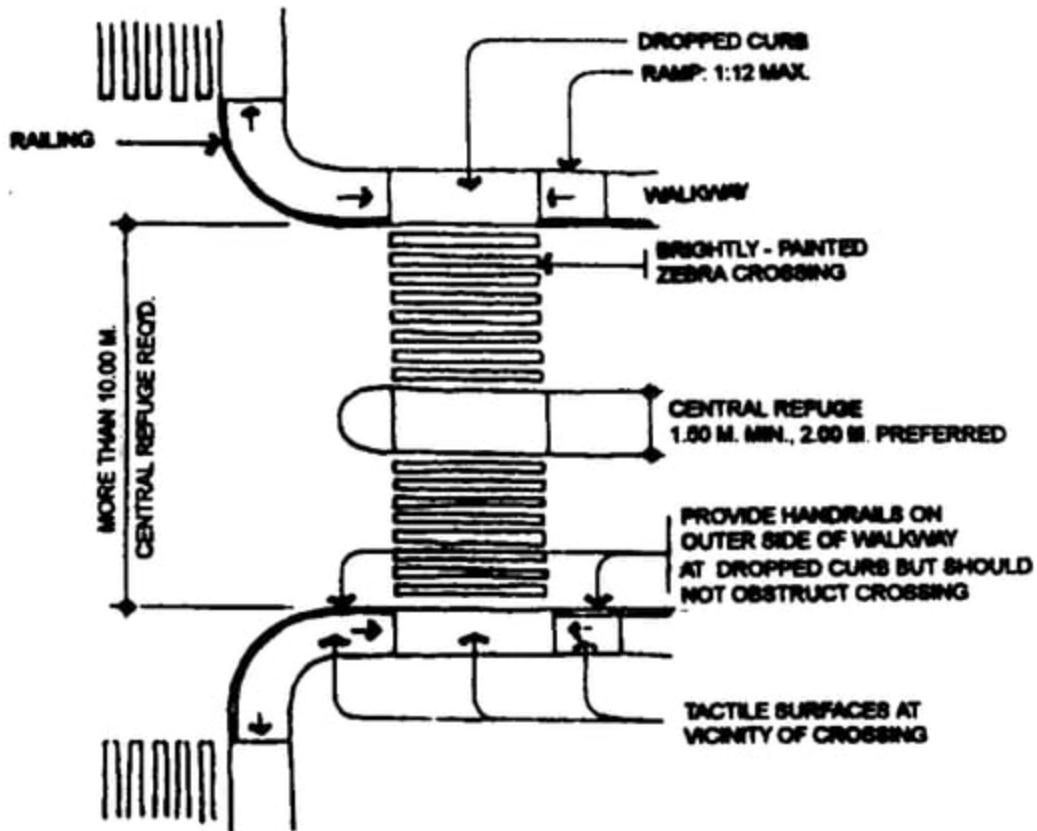 DROPPED CURB
RAMP: 1:12 MAX.
RAILING
WALKWAY
BRIGHTLY - PAINTED
ZEBRA CROSSING
MORE THAN 10.00 M.
CENTRAL REFUGE REQ'D.
CENTRAL REFUGE
1.50 M. MIN., 2.00 M. PREFERRED
PROVIDE HANDRAILS ON
OUTER SIDE OF WALKWAY
AT DROPPED CURB BUT SHOULD
NOT OBSTRUCT CROSSING
TACTILE SURFACES AT
VICINITY OF CROSSING